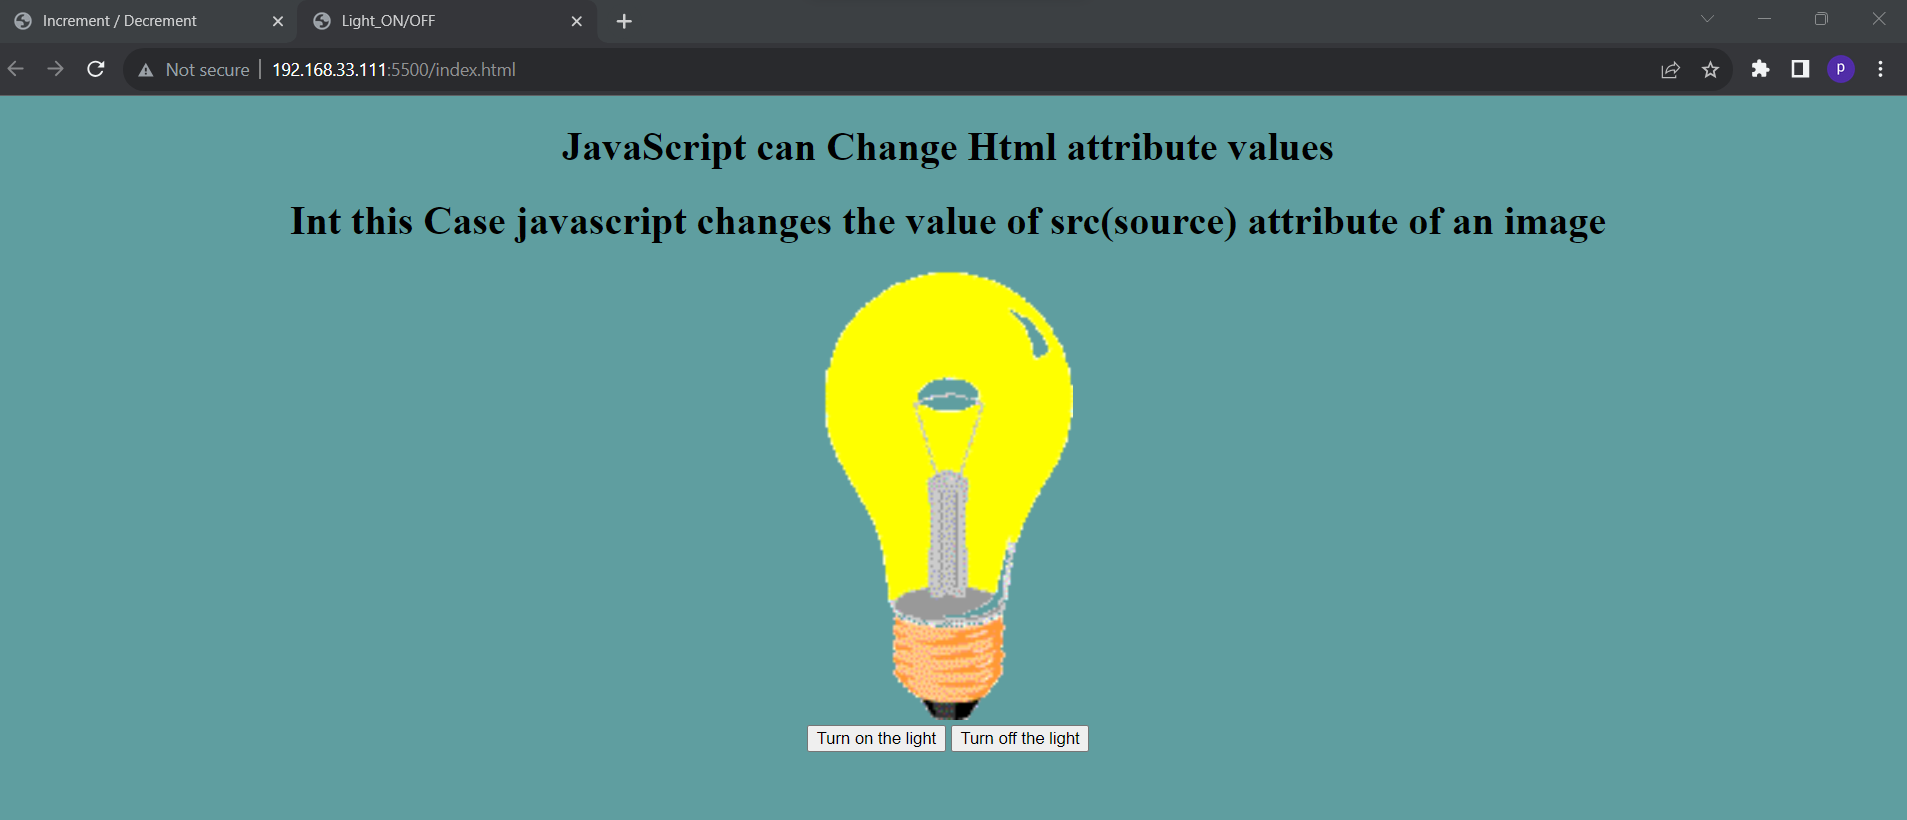 Increment / Decrement
Light_ON/OFF
Not secure
192.168.33.111:5500/index.html
p
JavaScript can Change Html attribute values
Int this Case javascript changes the value of src(source) attribute of an image
Turn on the light
Turn off the light